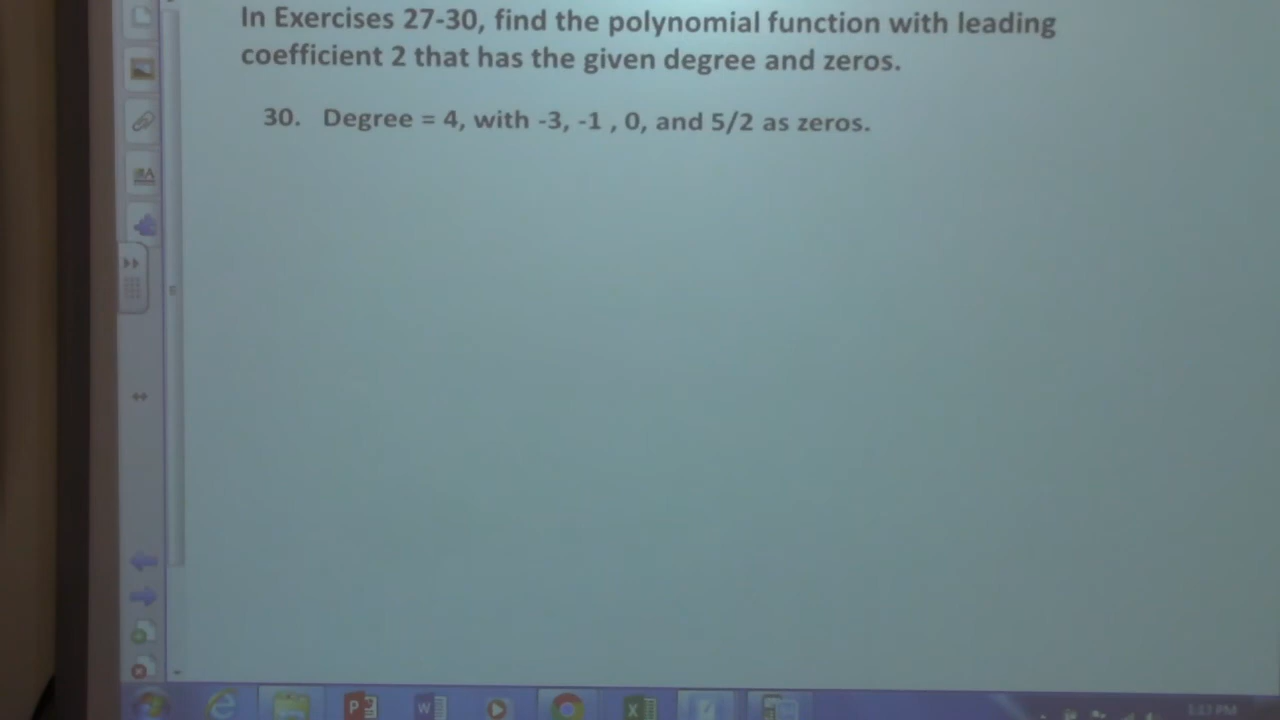 In Exercises 27-30, find the polynomial function with leading
coefficient 2 that has the given degree and zeros.
30. Degree = 4, with -3, -1 , 0, and 5/2 as zeros.